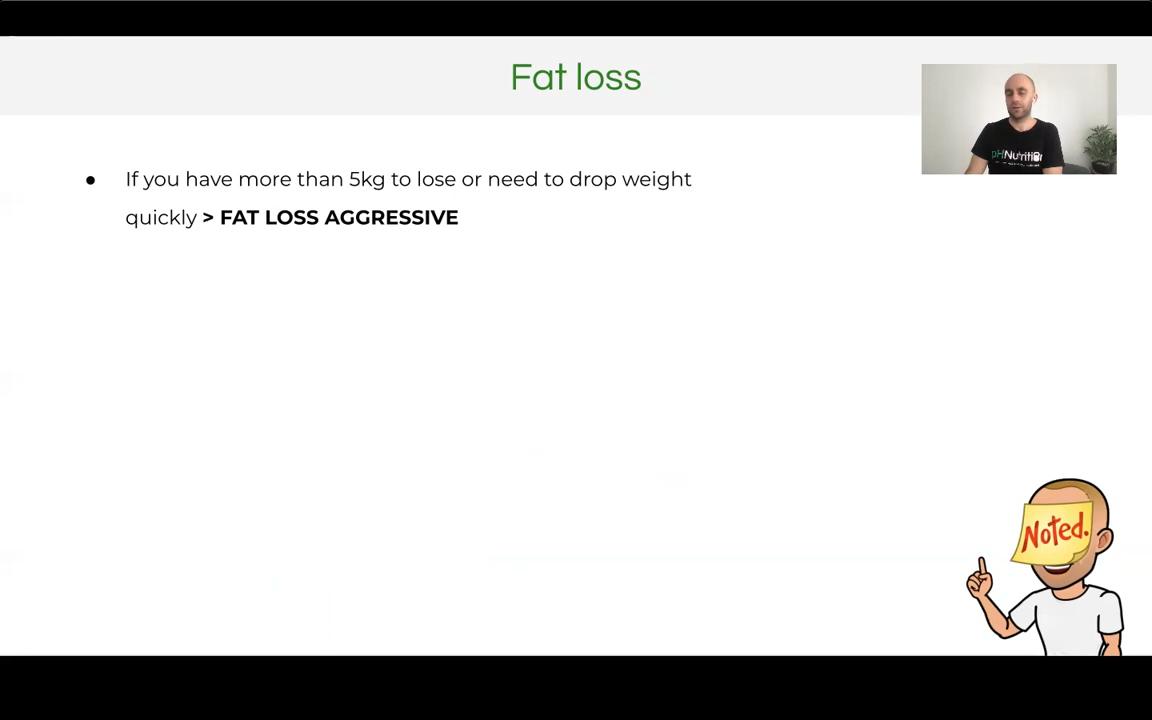 Fat loss
● If you have more than 5kg to lose or need to drop weight
quickly > FAT LOSS AGGRESSIVE
pHNutrition
Noted.